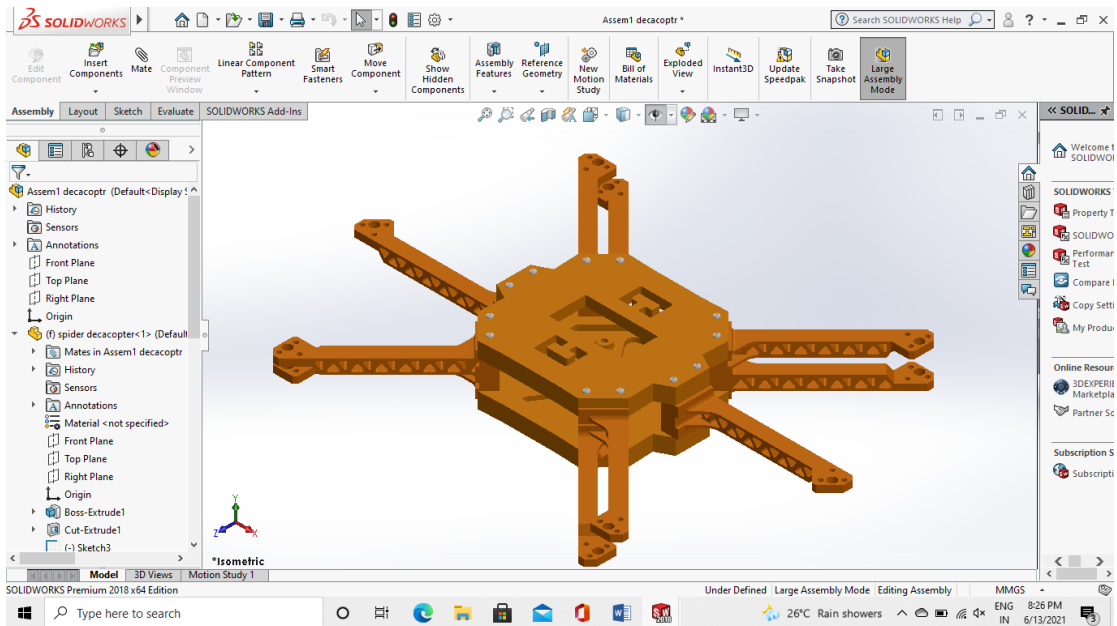 SOLIDWORKS
Assem1 decacoptr *
Search SOLIDWORKS Help
?
Edit Component
Insert Components
Mate
Component Preview Window
Linear Component Pattern
Smart Fasteners
Move Component
Show Hidden Components
Assembly Features
Reference Geometry
New Motion Study
Bill of Materials
Exploded View
Instant3D
Update Speedpak
Take Snapshot
Large Assembly Mode
Assembly
Layout
Sketch
Evaluate
SOLIDWORKS Add-Ins
Assem1 decacoptr (Default<Display
History
Sensors
Annotations
Front Plane
Top Plane
Right Plane
Origin
(f) spider decacopter<1> (Default
Mates in Assem1 decacoptr
History
Sensors
Annotations
Material <not specified>
Front Plane
Top Plane
Right Plane
Origin
Boss-Extrude1
Cut-Extrude1
(-) Sketch3
Y
Z
X
*Isometric
« SOLID...
Welcome t
SOLIDWO
SOLIDWORKS
Property T
SOLIDWO
Performan
Test
Compare
Copy Setti
My Produc
Online Resour
3DEXPERIE
Marketpla
Partner So
Subscription S
Subscripti
Model
3D Views
Motion Study 1
SOLIDWORKS Premium 2018 x64 Edition
Under Defined
Large Assembly Mode
Editing Assembly
MMGS
Type here to search
26°C Rain showers
ENG
IN
8:26 PM
6/13/2021
3